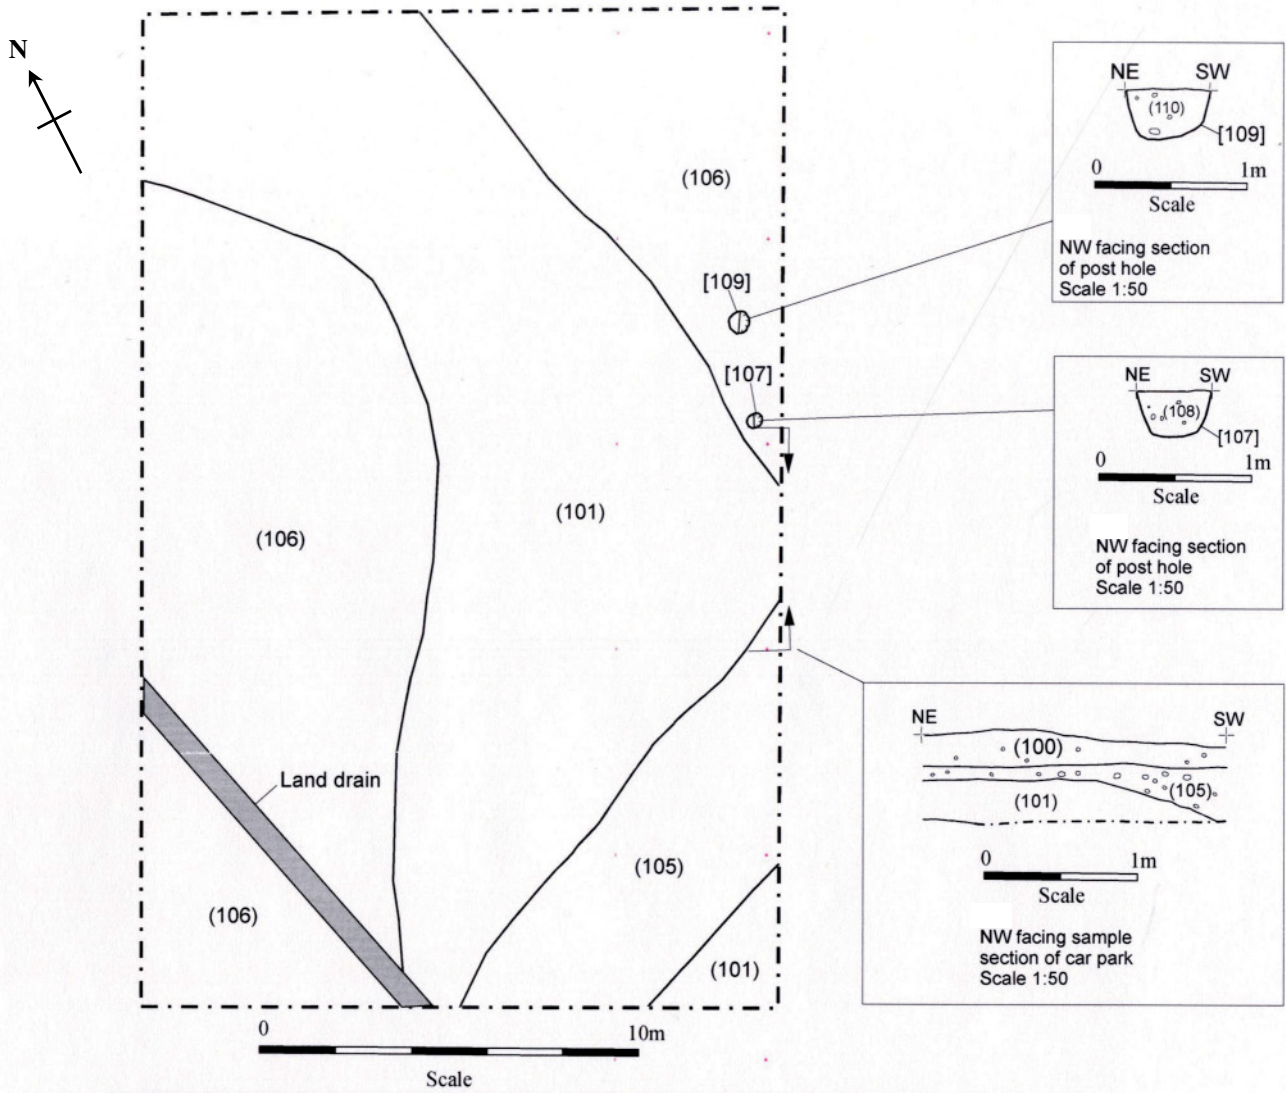 N
(106)
[109]
[107]
(101)
(106)
Land drain
(105)
(106)
(101)
0 10m
Scale
NE SW
(110)
[109]
0 1m
Scale
NW facing section
of post hole
Scale 1:50
NE SW
(108)
[107]
0 1m
Scale
NW facing section
of post hole
Scale 1:50
NE SW
(100)
(105)
(101)
0 1m
Scale
NW facing sample
section of car park
Scale 1:50